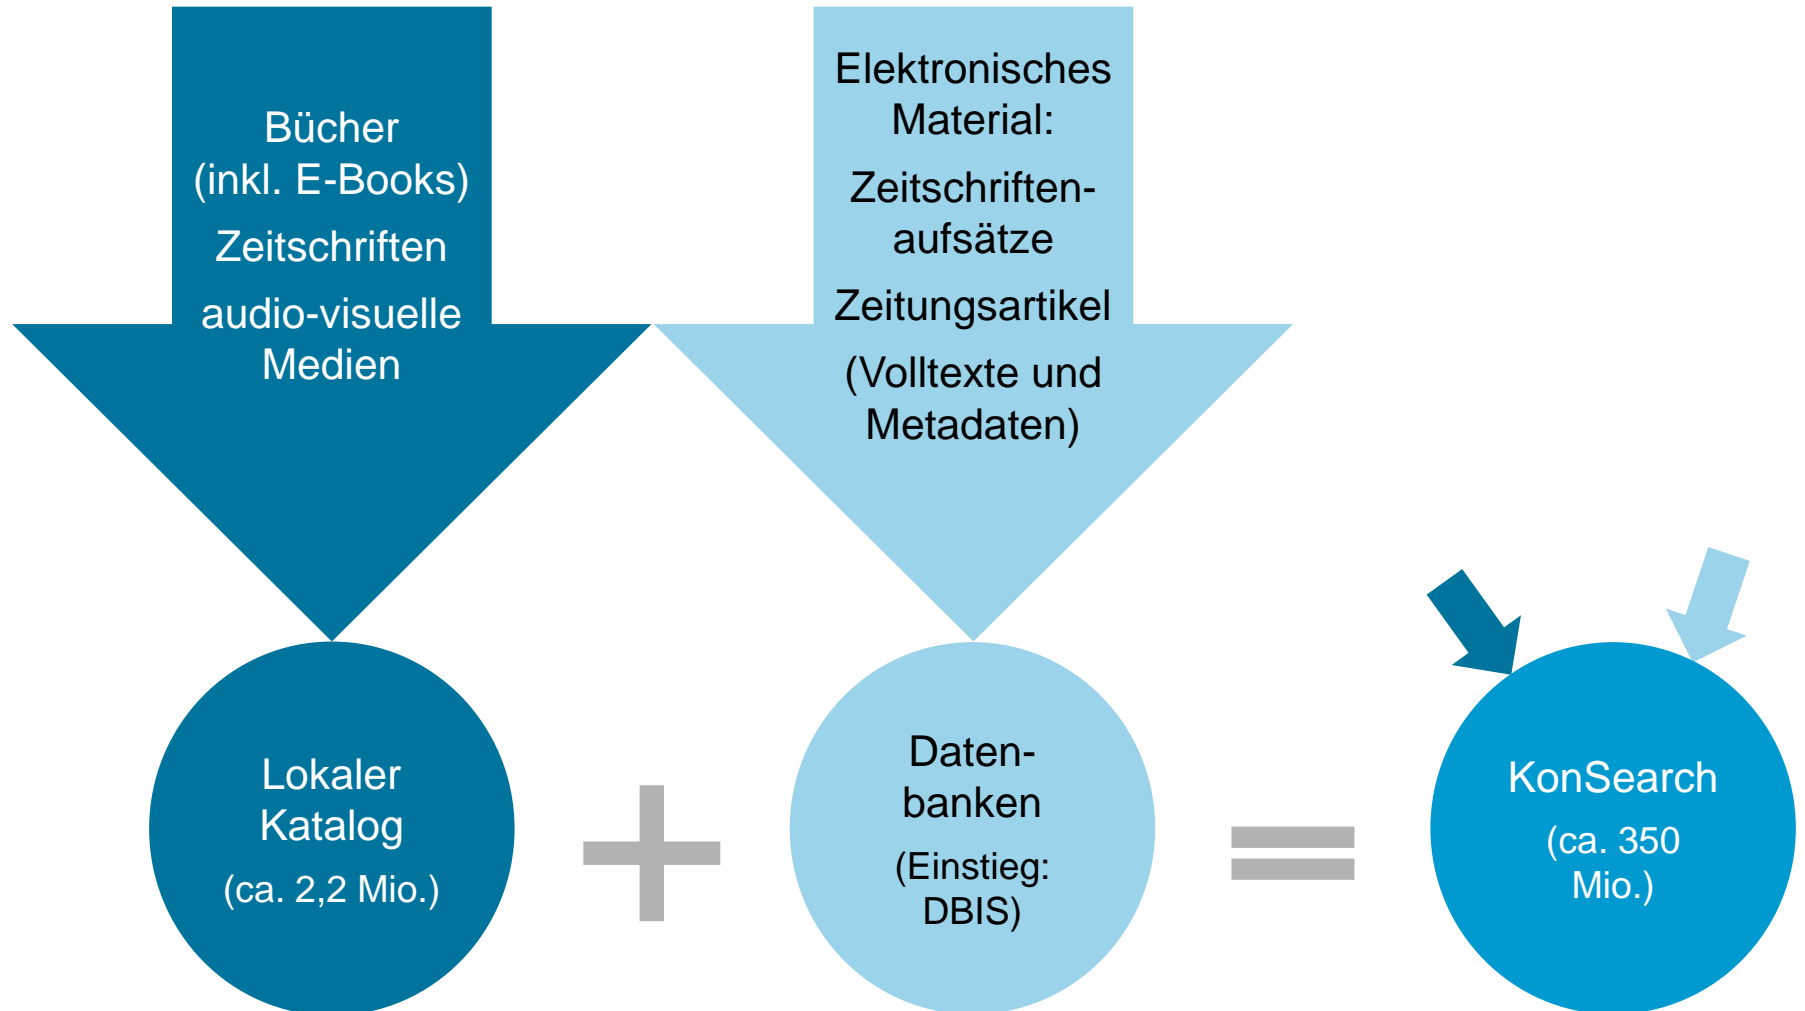 Bücher
(inkl. E-Books)
Zeitschriften
audio-visuelle
Medien
Elektronisches
Material:
Zeitschriften-
aufsätze
Zeitungsartikel
(Volltexte und
Metadaten)
Lokaler
Katalog
(ca. 2,2 Mio.)
+
Daten-
banken
(Einstieg:
DBIS)
=
KonSearch
(ca. 350
Mio.)